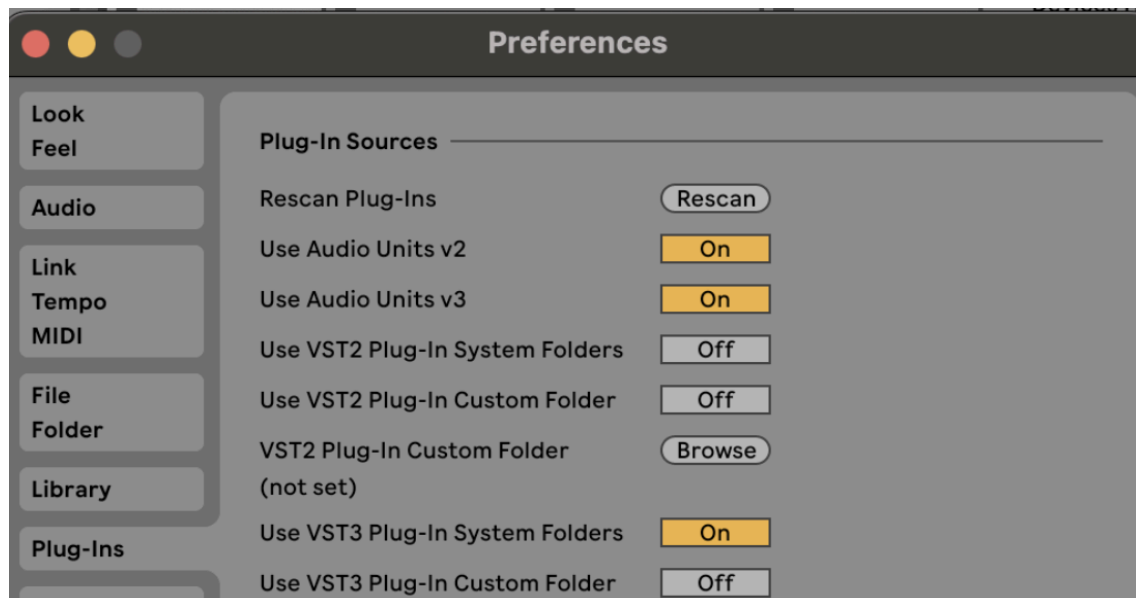 Preferences
Look
Feel
Audio
Link
Tempo
MIDI
File
Folder
Library
Plug-Ins
Plug-In Sources
Rescan Plug-Ins Rescan
Use Audio Units v2 On
Use Audio Units v3 On
Use VST2 Plug-In System Folders Off
Use VST2 Plug-In Custom Folder Off
VST2 Plug-In Custom Folder Browse
(not set)
Use VST3 Plug-In System Folders On
Use VST3 Plug-In Custom Folder Off